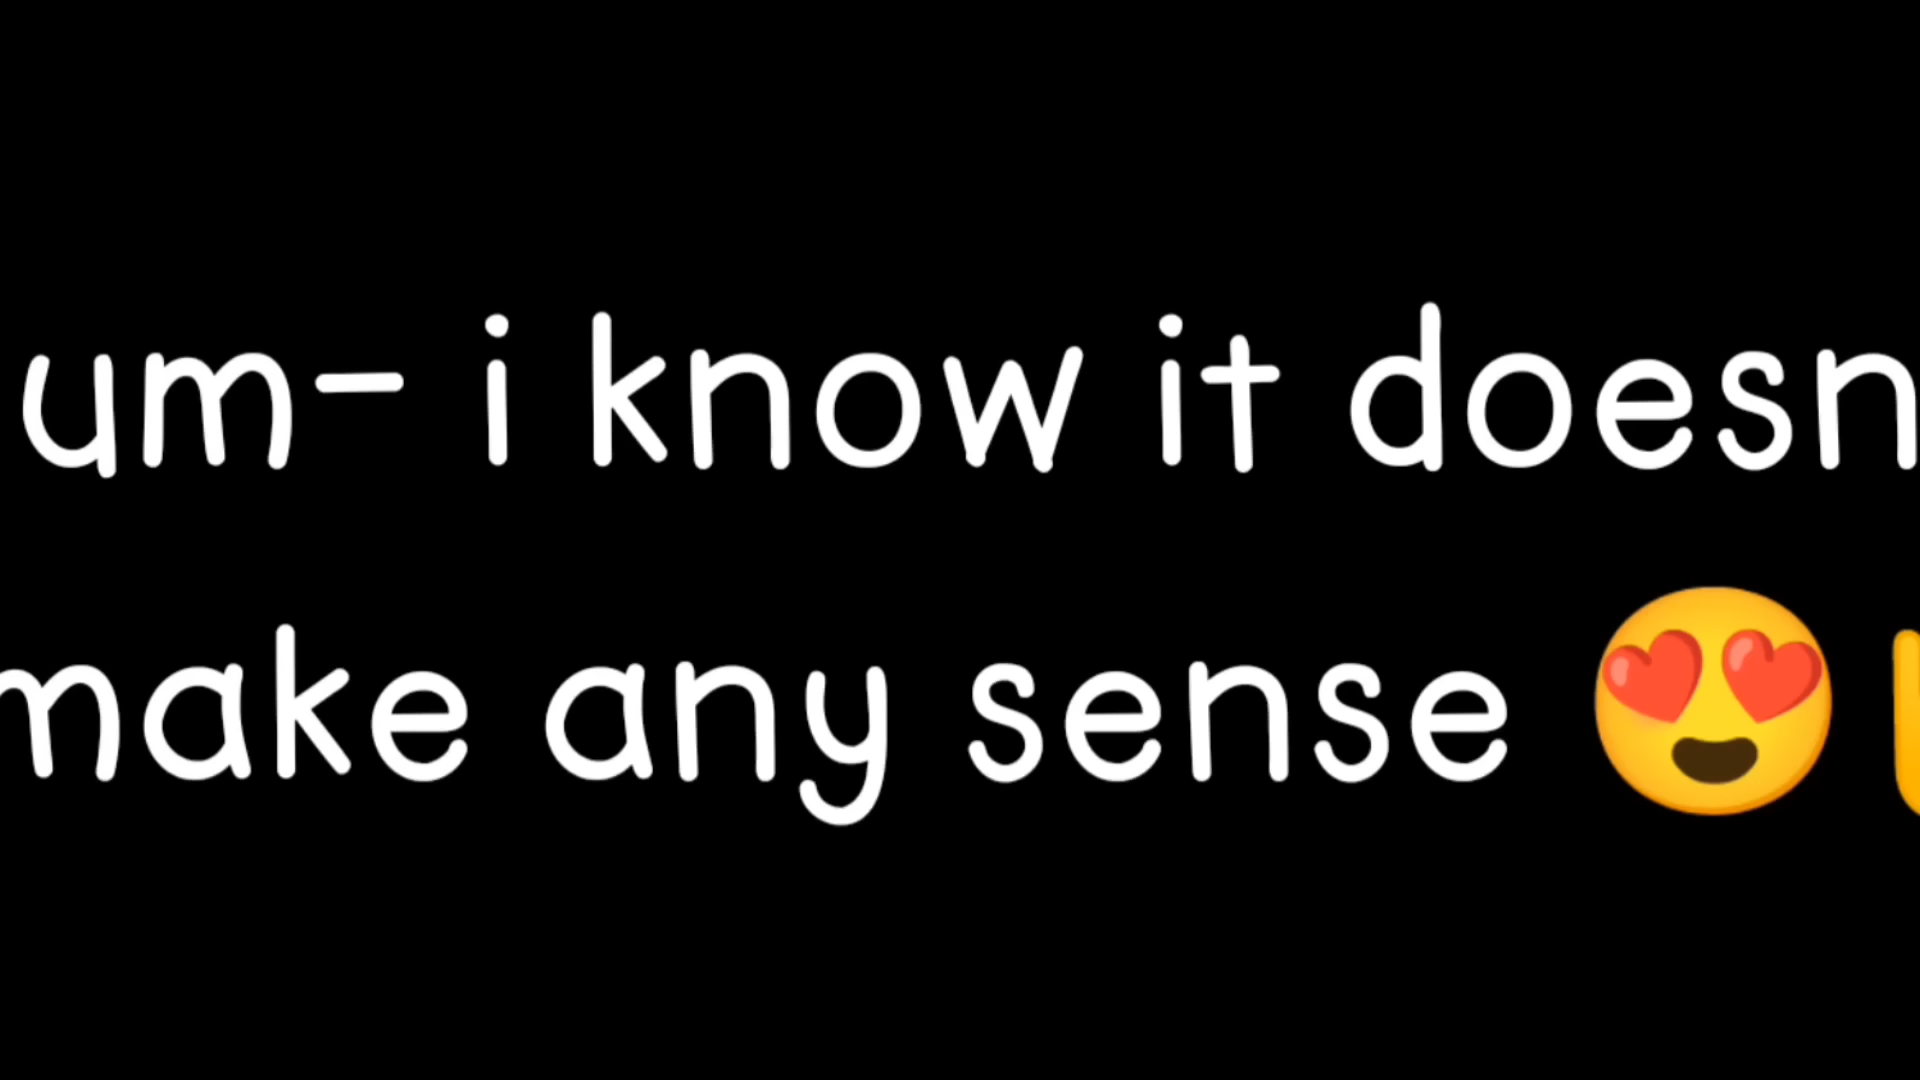 um- i know it doesn
make any sense 😍